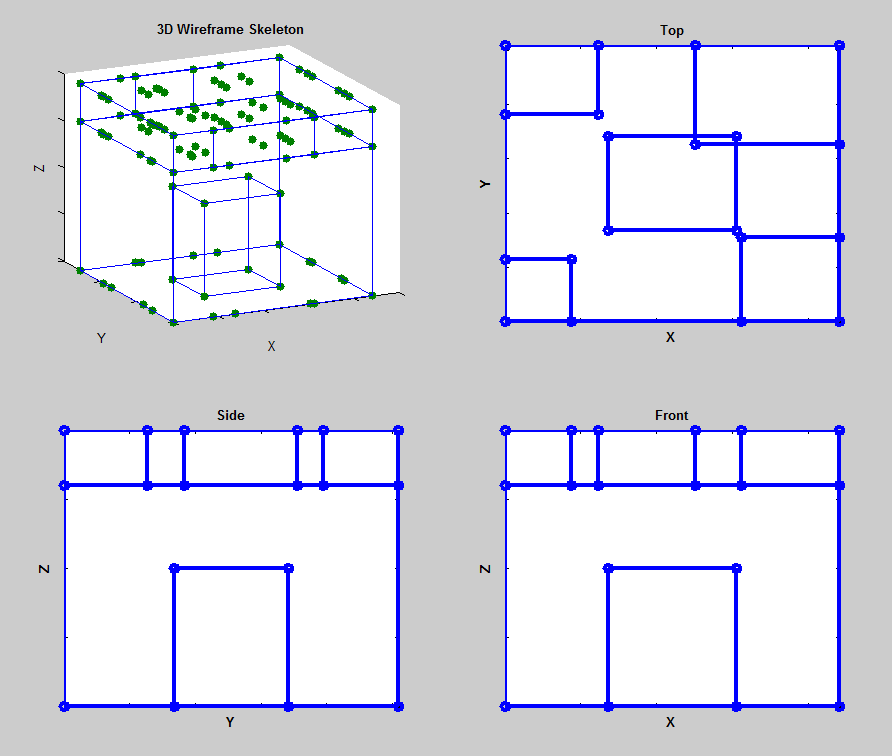 3D Wireframe Skeleton
Z
Y
X
Top
Y
X
Side
Z
Y
Front
Z
X